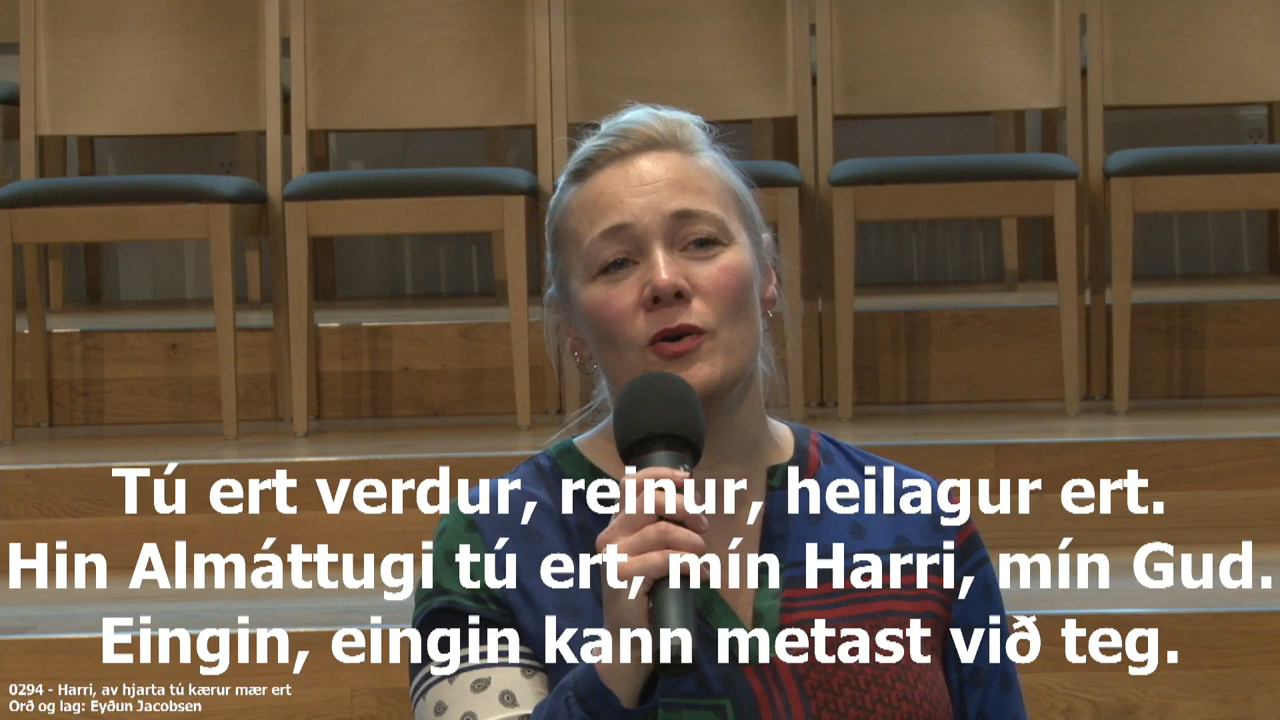 Tú ert verdur, reinur, heilagur ert.
Hin Almáttugi tú ert, mín Harri, mín Gud.
Eingin, eingin kann metast við teg.
0294 - Harri, av hjarta tú kærur mær ert
Orð og lag: Eyðun Jacobsen